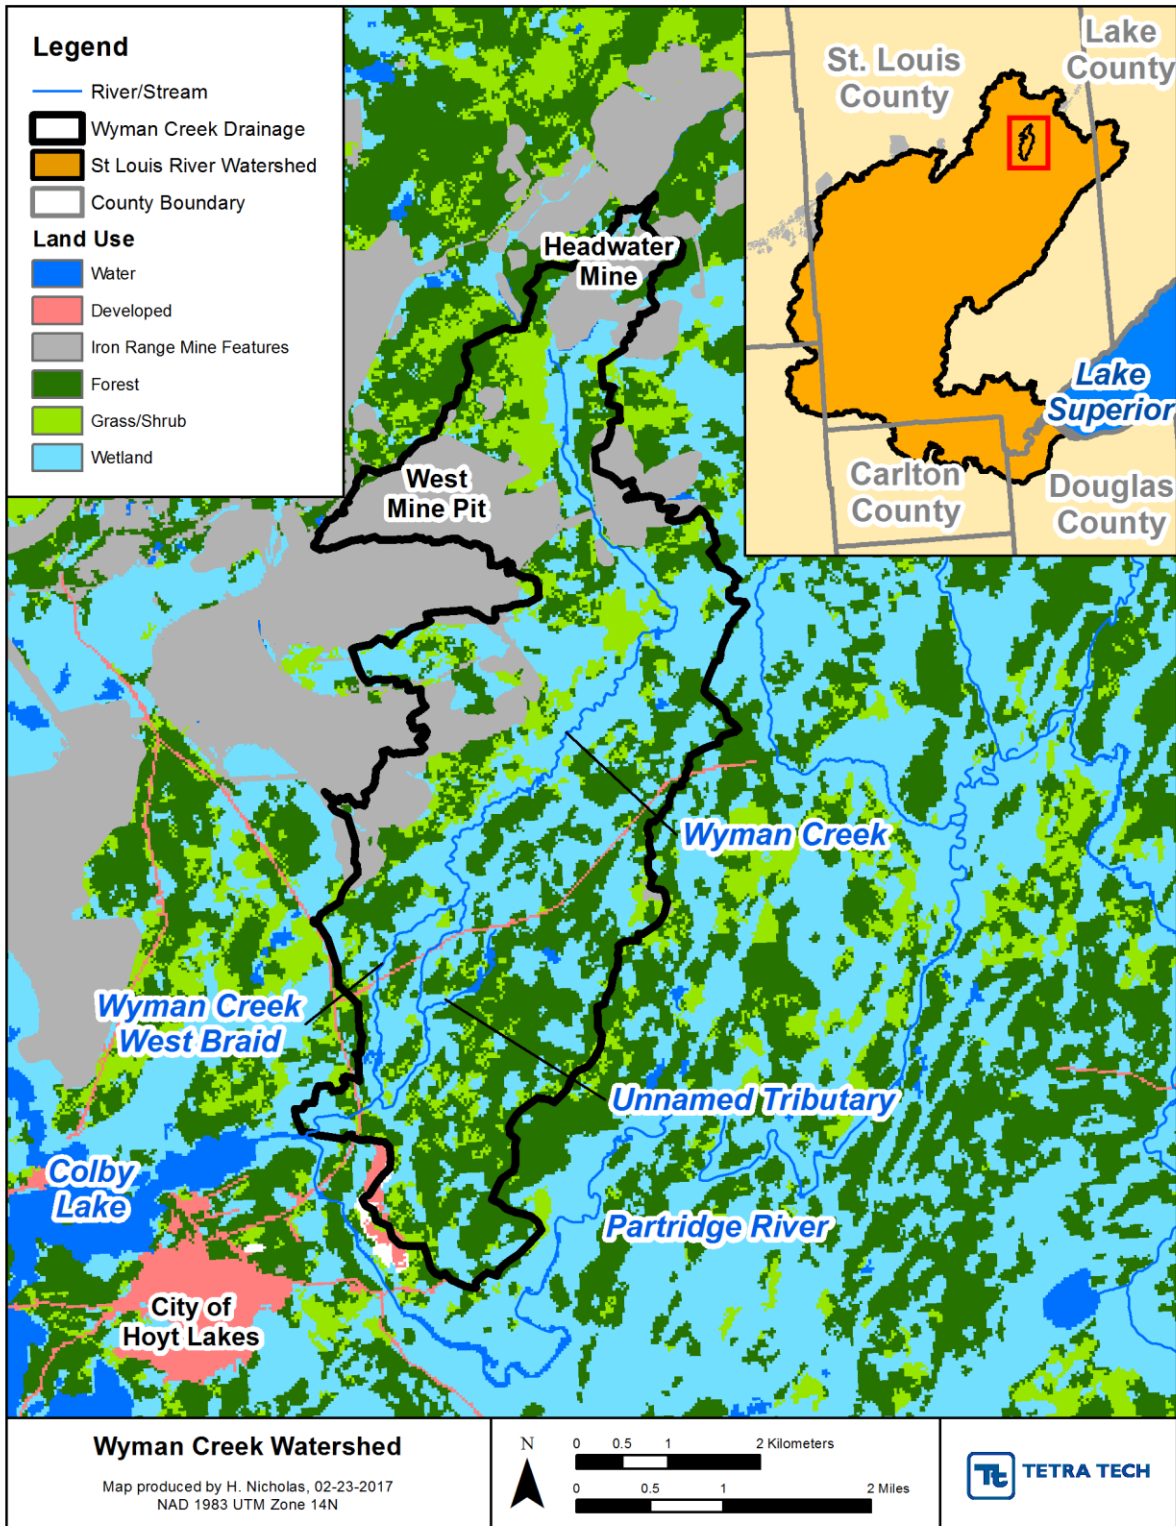 Legend
River/Stream
Wyman Creek Drainage
St Louis River Watershed
County Boundary
Land Use
Water
Developed
Iron Range Mine Features
Forest
Grass/Shrub
Wetland
St. Louis
County
Lake
County
Lake
Superior
Carlton
County
Douglas
County
Headwater
Mine
West
Mine Pit
Wyman Creek
Wyman Creek
West Braid
Unnamed Tributary
Colby
Lake
Partridge River
City of
Hoyt Lakes
Wyman Creek Watershed
Map produced by H. Nicholas, 02-23-2017
NAD 1983 UTM Zone 14N
N
0 0.5 1 2 Kilometers
0 0.5 1 2 Miles
Tt TETRA TECH